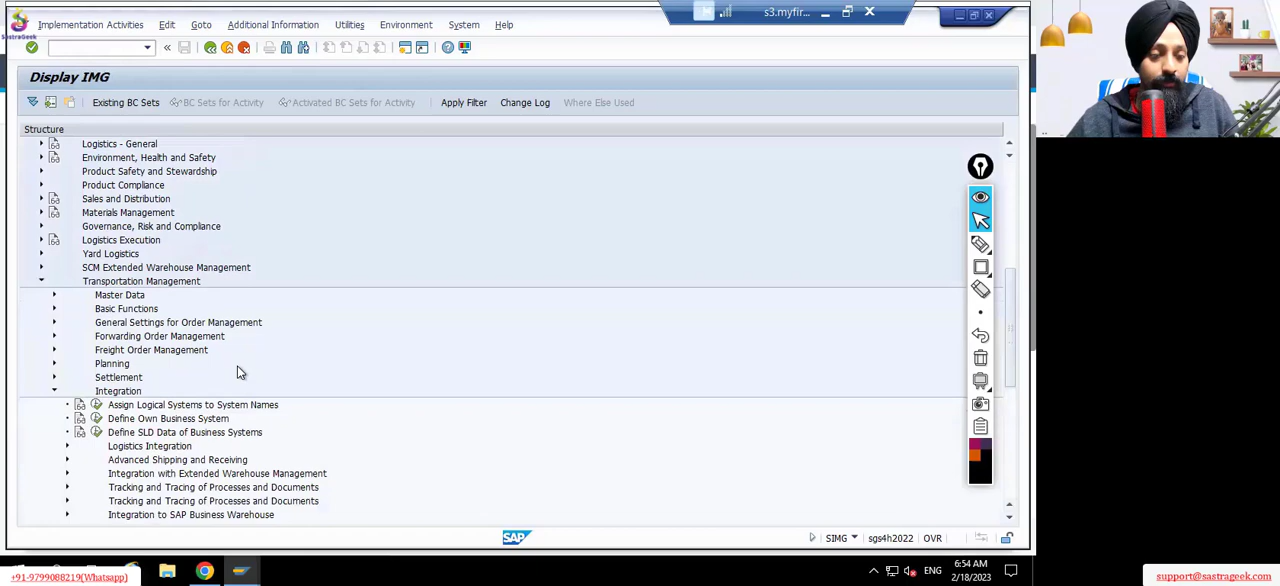 Implementation Activities Edit Goto Additional Information Utilities Environment System Help
s3.myfir...
SastraGeek
Display IMG
Existing BC Sets BC Sets for Activity Activated BC Sets for Activity Apply Filter Change Log Where Else Used
Structure
Logistics - General
Environment, Health and Safety
Product Safety and Stewardship
Product Compliance
Sales and Distribution
Materials Management
Governance, Risk and Compliance
Logistics Execution
Yard Logistics
SCM Extended Warehouse Management
Transportation Management
Master Data
Basic Functions
General Settings for Order Management
Forwarding Order Management
Freight Order Management
Planning
Settlement
Integration
Assign Logical Systems to System Names
Define Own Business System
Define SLD Data of Business Systems
Logistics Integration
Advanced Shipping and Receiving
Integration with Extended Warehouse Management
Tracking and Tracing of Processes and Documents
Tracking and Tracing of Processes and Documents
Integration to SAP Business Warehouse
SAP SIMG sgs4h2022 OVR
ENG
6:54 AM
2/18/2023
+91-9799088219(Whatsapp)
support@sastrageek.com